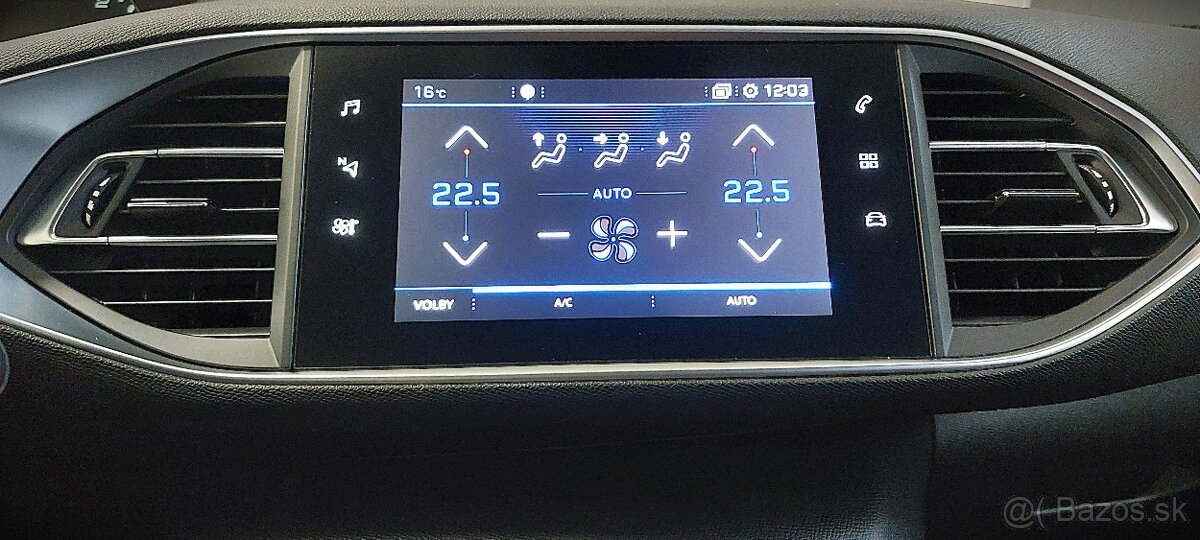 16°C 12:03
N
22.5 22.5
AUTO
VOLBY A/C AUTO
@( Bazos.sk